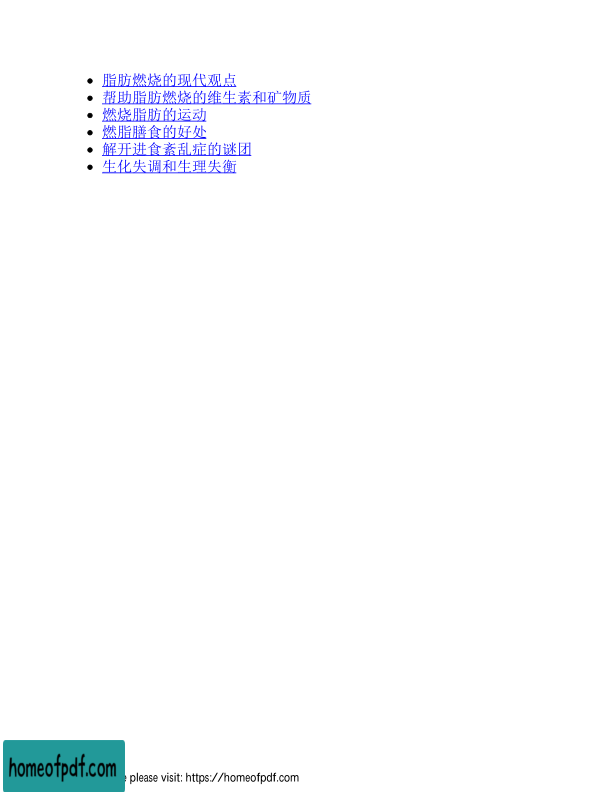 脂肪燃烧的现代观点
帮助脂肪燃烧的维生素和矿物质
燃烧脂肪的运动
燃脂膳食的好处
解开进食紊乱症的谜团
生化失调和生理失衡
homeofpdf.com
please visit: https://homeofpdf.com